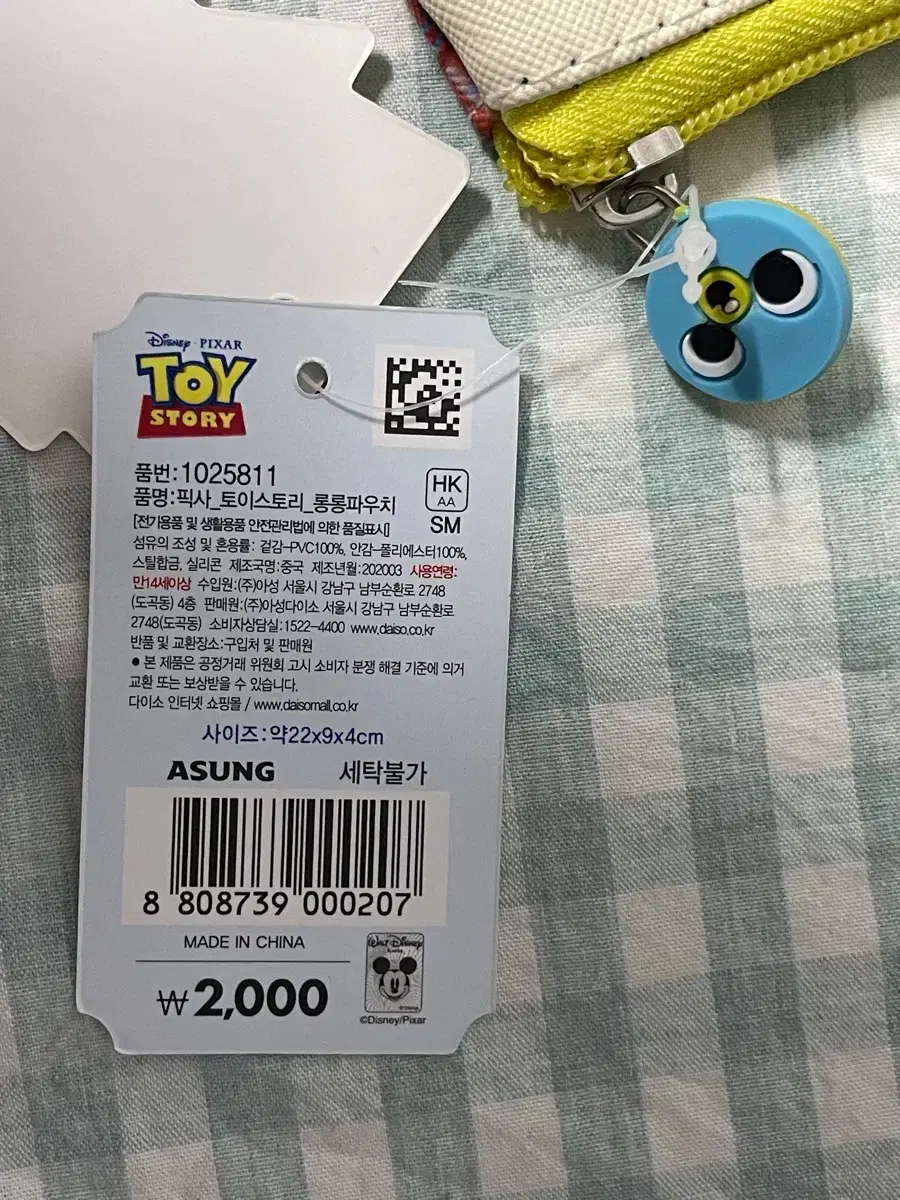 Disney · PIXAR
TOY
STORY
품번:1025811
품명:픽사_토이스토리_롱롱파우치
HK
AA
SM
[전기용품 및 생활용품 안전관리법에 의한 품질표시]
섬유의 조성 및 혼용률: 겉감-PVC100%, 안감-폴리에스터100%,
스틸합금, 실리콘 제조국명:중국 제조년월:202003 사용연령:
만14세이상 수입원:(주)아성 서울시 강남구 남부순환로 2748
(도곡동) 4층 판매원:(주)아성다이소 서울시 강남구 남부순환로
2748(도곡동) 소비자상담실:1522-4400 www.daiso.co.kr
반품 및 교환장소:구입처 및 판매원
● 본 제품은 공정거래 위원회 고시 소비자 분쟁 해결 기준에 의거
교환 또는 보상받을 수 있습니다.
다이소 인터넷 쇼핑몰 / www.daisomall.co.kr
사이즈:약22x9x4cm
ASUNG 세탁불가
8 808739 000207
MADE IN CHINA
₩2,000
WALT DISNEY
©Disney/Pixar